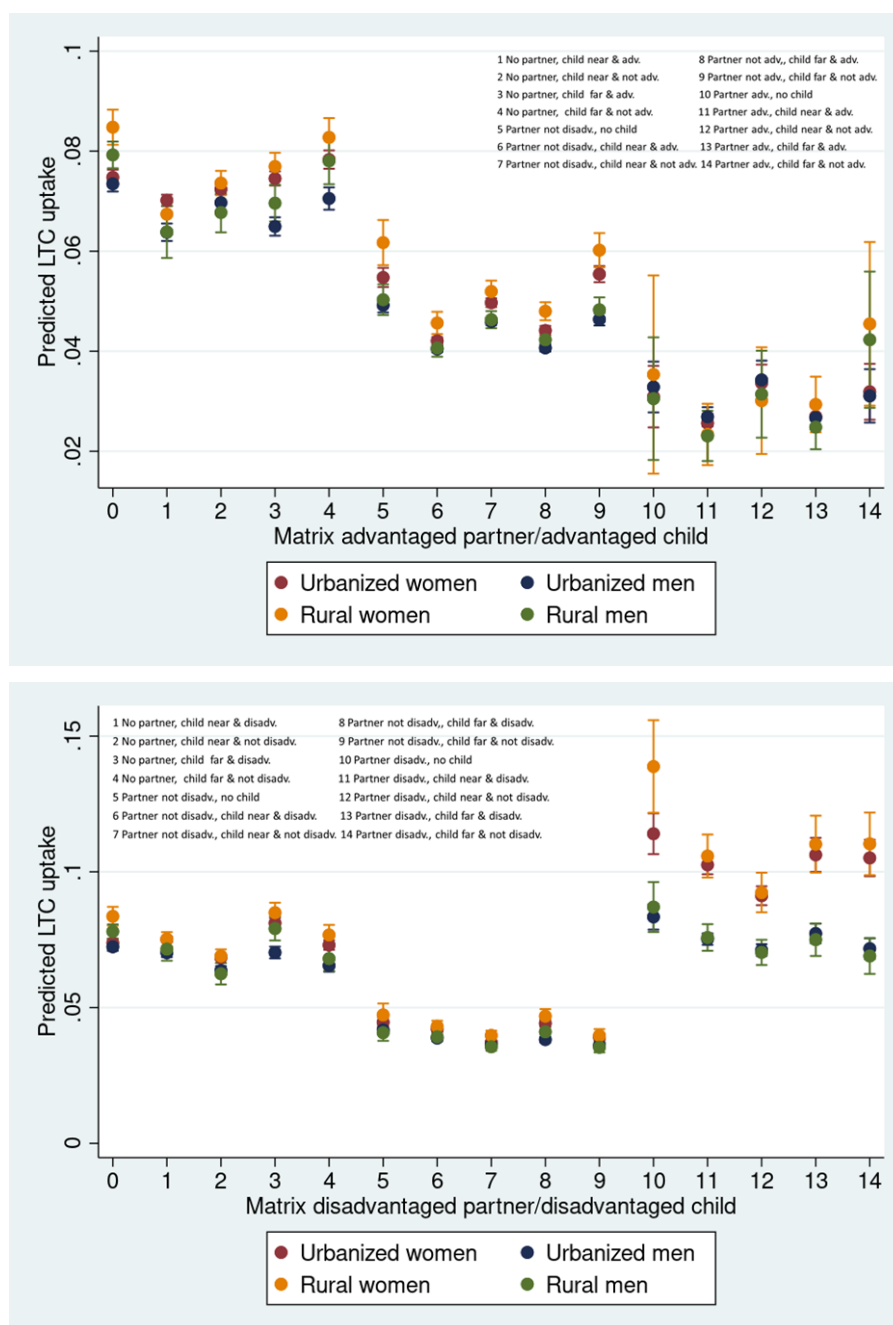 .1
.08
.06
.04
.02
Predicted LTC uptake
1 No partner, child near & adv.
2 No partner, child near & not adv.
3 No partner, child  far & adv.
4 No partner,  child far & not adv.
5 Partner not disadv., no child
6 Partner not disadv., child near & adv.
7 Partner not disadv., child near & not adv.
8 Partner not adv,, child far & adv.
9 Partner not adv., child far & not adv.
10 Partner adv., no child
11 Partner adv., child near & adv.
12 Partner adv., child near & not adv.
13 Partner adv., child far & adv.
14 Partner adv., child far & not adv.
0 1 2 3 4 5 6 7 8 9 10 11 12 13 14
Matrix advantaged partner/advantaged child
Urbanized women Urbanized men
Rural women Rural men
.15
.1
.05
0
Predicted LTC uptake
1 No partner, child near & disadv.
2 No partner, child near & not disadv.
3 No partner, child  far & disadv.
4 No partner,  child far & not disadv.
5 Partner not disadv., no child
6 Partner not disadv., child near & disadv.
7 Partner not disadv., child near & not disadv.
8 Partner not disadv,, child far & disadv.
9 Partner not disadv., child far & not disadv.
10 Partner disadv., no child
11 Partner disadv., child near & disadv.
12 Partner disadv., child near & not disadv.
13 Partner disadv., child far & disadv.
14 Partner disadv., child far & not disadv.
0 1 2 3 4 5 6 7 8 9 10 11 12 13 14
Matrix disadvantaged partner/disadvantaged child
Urbanized women Urbanized men
Rural women Rural men